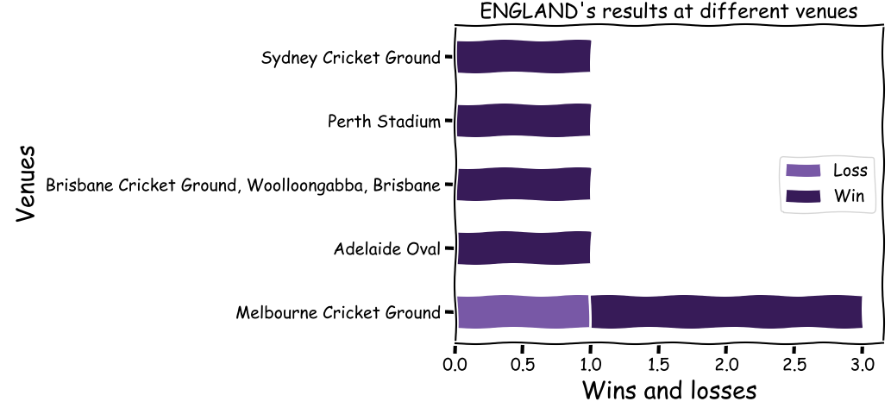 ENGLAND's results at different venues
Sydney Cricket Ground
Perth Stadium
Brisbane Cricket Ground, Woolloongabba, Brisbane
Adelaide Oval
Melbourne Cricket Ground
Venues
Loss
Win
0.0 0.5 1.0 1.5 2.0 2.5 3.0
Wins and losses